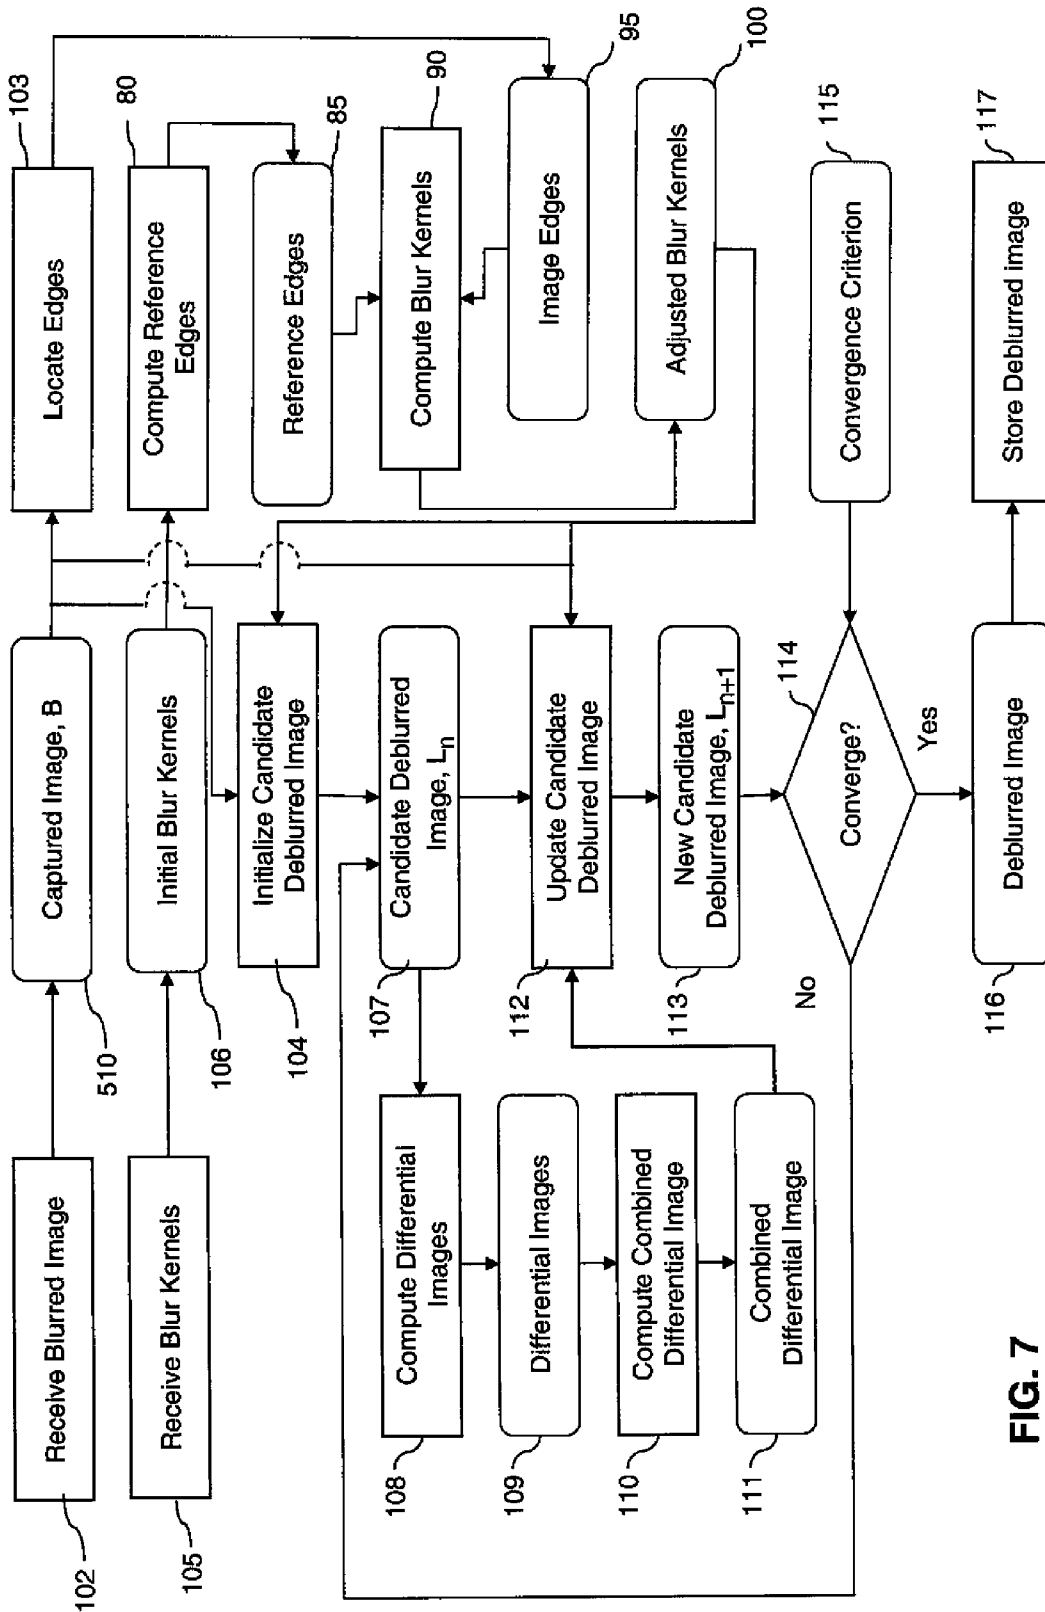 102
Receive Blurred Image
510
Captured Image, B
103
Locate Edges
105
Receive Blur Kernels
106
Initial Blur Kernels
80
Compute Reference
Edges
104
Initialize Candidate
Deblurred Image
85
Reference Edges
107
Candidate Deblurred
Image, Ln
90
Compute Blur Kernels
108
Compute Differential
Images
109
Differential Images
112
Update Candidate
Deblurred Image
95
Image Edges
110
Compute Combined
Differential Image
113
New Candidate
Deblurred Image, Ln+1
100
Adjusted Blur Kernels
111
Combined
Differential Image
114
Converge?
No
Yes
115
Convergence Criterion
116
Deblurred Image
117
Store Deblurred image
FIG. 7